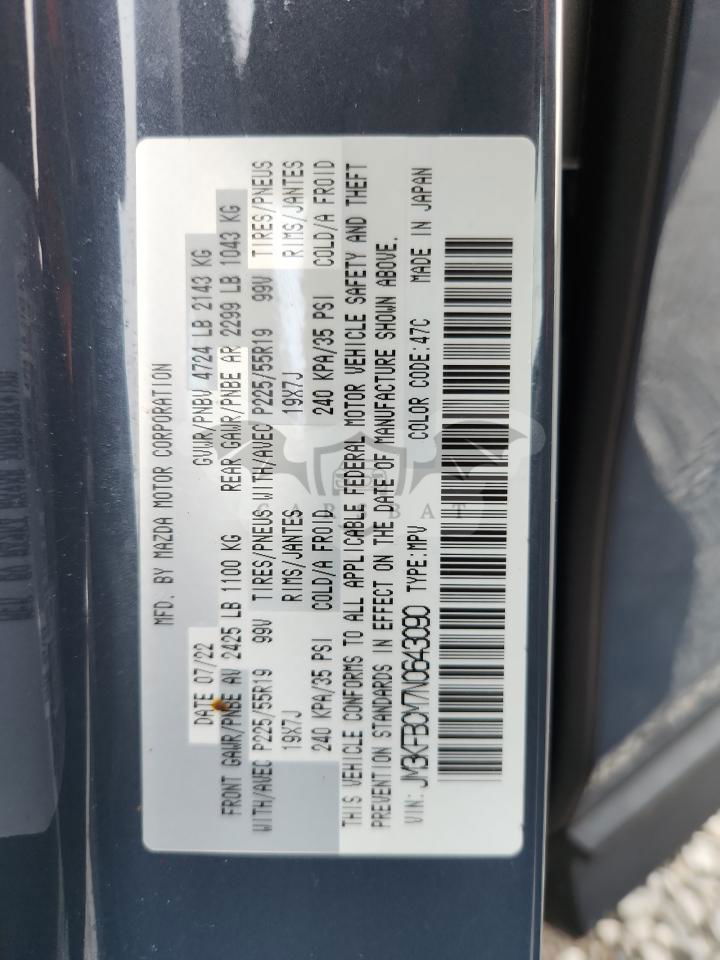 MFD. BY MAZDA MOTOR CORPORATION
DATE 07/22 GVWR/PNBV 4724 LB 2143 KG
FRONT GAWR/PNBE AV 2425 LB 1100 KG REAR GAWR/PNBE AR 2299 LB 1043 KG
WITH/AVEC P225/55R19 99V TIRES/PNEUS WITH/AVEC P225/55R19 99V TIRES/PNEUS
19X7J RIMS/JANTES 19X7J RIMS/JANTES
240 KPA/35 PSI COLD/A FROID 240 KPA/35 PSI COLD/A FROID
THIS VEHICLE CONFORMS TO ALL APPLICABLE FEDERAL MOTOR VEHICLE SAFETY AND THEFT
PREVENTION STANDARDS IN EFFECT ON THE DATE OF MANUFACTURE SHOWN ABOVE.
VIN: JM3KFBCM7N0643090 TYPE:MPV COLOR CODE:47C MADE IN JAPAN
CARSBAT